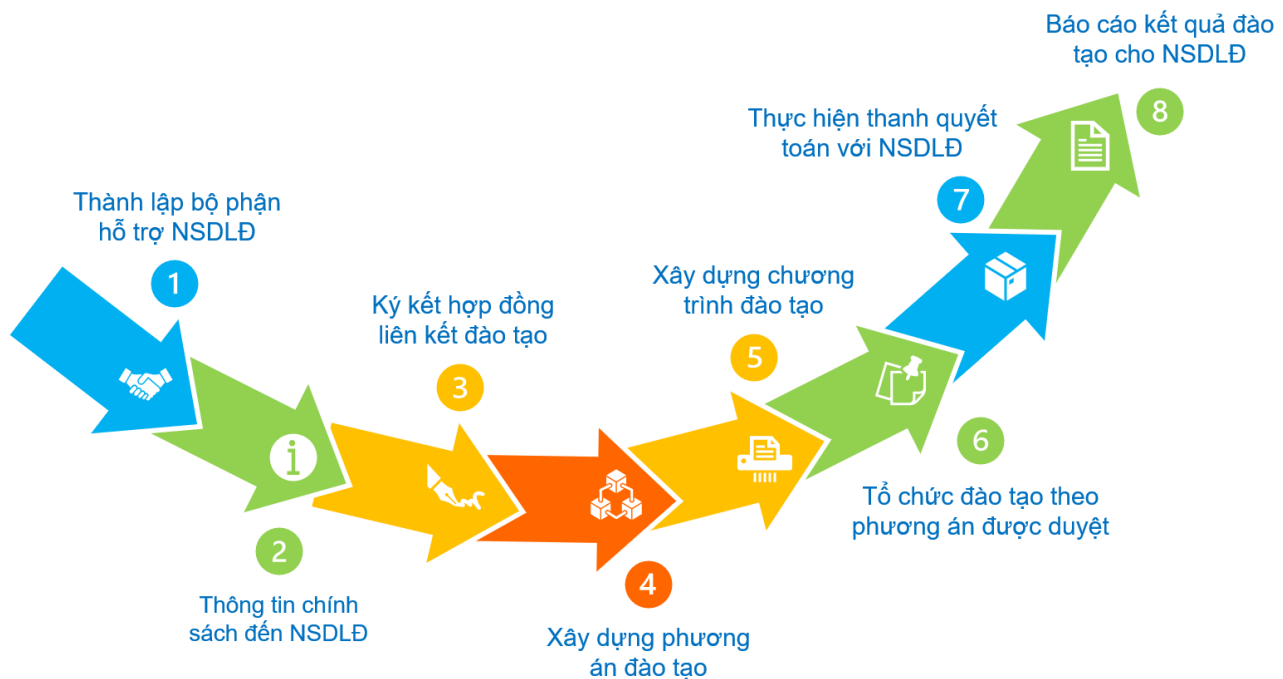 Thành lập bộ phận
hỗ trợ NSDLĐ
1
2
Thông tin chính
sách đến NSDLĐ
Ký kết hợp đồng
liên kết đào tạo
3
4
Xây dựng phương
án đào tạo
Xây dựng chương
trình đào tạo
5
6
Tổ chức đào tạo theo
phương án được duyệt
Thực hiện thanh quyết
toán với NSDLĐ
7
Báo cáo kết quả đào
tạo cho NSDLĐ
8